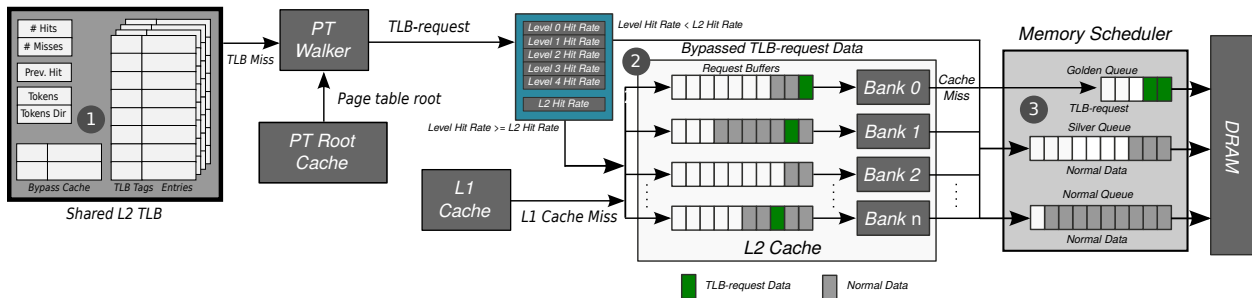 # Hits
# Misses
Prev. Hit
Tokens
Tokens Dir
1
Bypass Cache
TLB Tags
Entries
Shared L2 TLB
TLB Miss
PT
Walker
Page table root
PT Root
Cache
TLB-request
Level 0 Hit Rate
Level 1 Hit Rate
Level 2 Hit Rate
Level 3 Hit Rate
Level 4 Hit Rate
L2 Hit Rate
Level Hit Rate < L2 Hit Rate
Level Hit Rate >= L2 Hit Rate
L1
Cache
L1 Cache Miss
Bypassed TLB-request Data
2
Request Buffers
Bank 0
Bank 1
Bank 2
Bank n
L2 Cache
Cache
Miss
Memory Scheduler
Golden Queue
3
TLB-request
Silver Queue
Normal Data
Normal Queue
Normal Data
DRAM
TLB-request Data
Normal Data